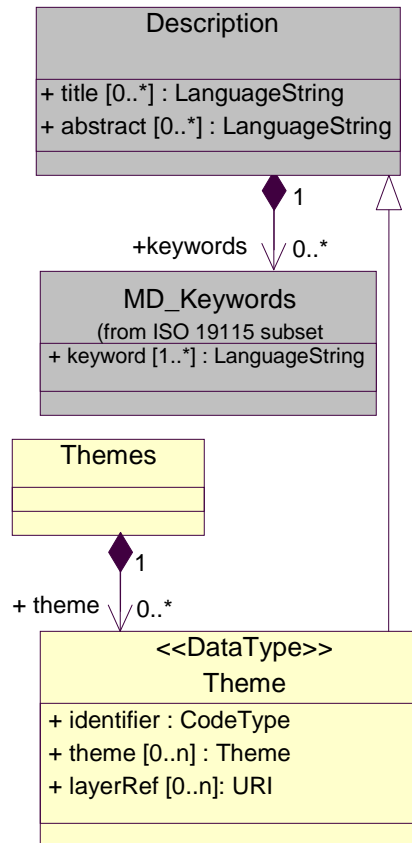 Description
+ title [0..*] : LanguageString
+ abstract [0..*] : LanguageString
1
+keywords 0..*
MD_Keywords
(from ISO 19115 subset
+ keyword [1..*] : LanguageString
Themes
1
+ theme 0..*
<<DataType>>
Theme
+ identifier : CodeType
+ theme [0..n] : Theme
+ layerRef [0..n]: URI